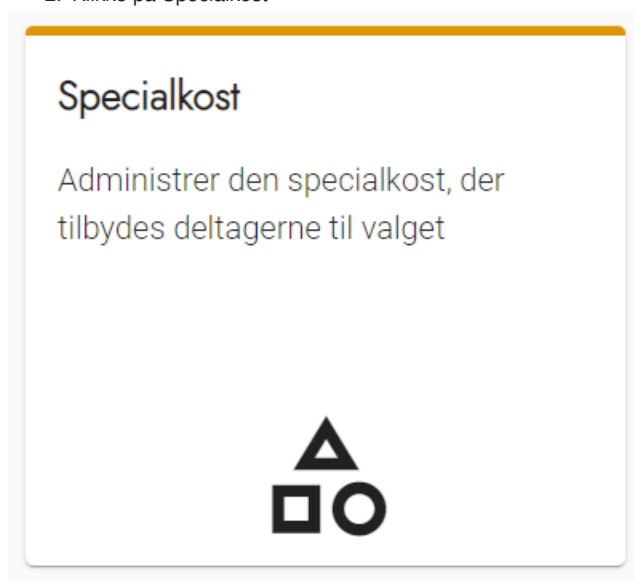 Specialkost
Administrer den specialkost, der
tilbydes deltagerne til valget